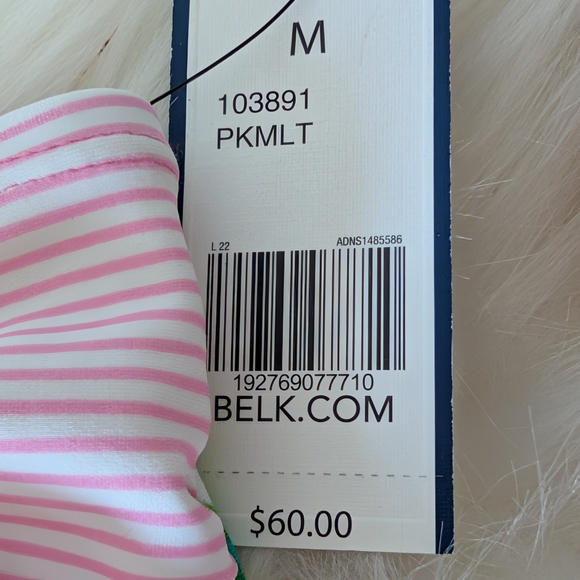 M
103891
PKMLT
L 22 ADNS1485586
192769077710
BELK.COM
$60.00